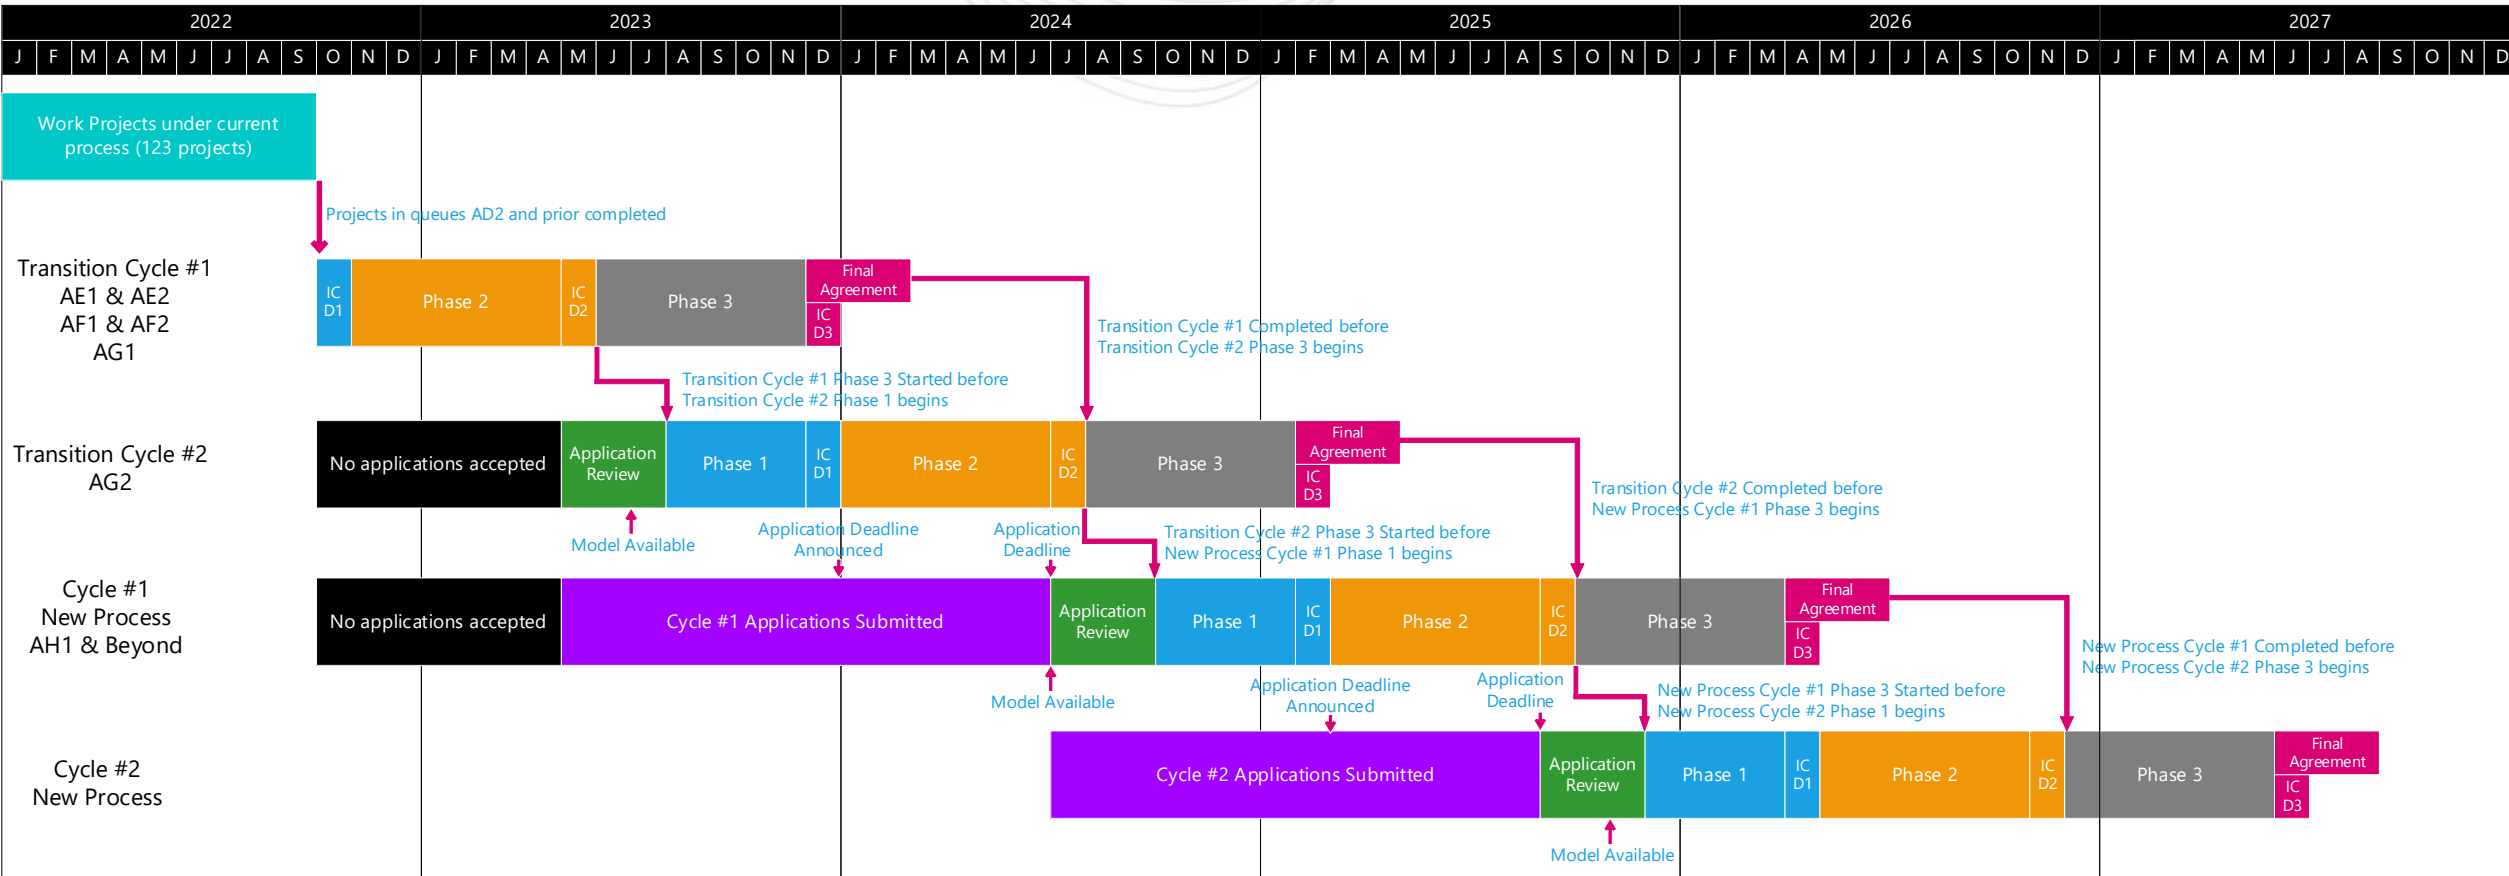 2022 2023 2024 2025 2026 2027
J F M A M J J A S O N D J F M A M J J A S O N D J F M A M J J A S O N D J F M A M J J A S O N D J F M A M J J A S O N D J F M A M J J A S O N D
Work Projects under current
process (123 projects)
Projects in queues AD2 and prior completed
Transition Cycle #1
AE1 & AE2
AF1 & AF2
AG1
IC
D1
Phase 2
IC
D2
Phase 3
Final
Agreement
IC
D3
Transition Cycle #1 Completed before
Transition Cycle #2 Phase 3 begins
Transition Cycle #1 Phase 3 Started before
Transition Cycle #2 Phase 1 begins
Transition Cycle #2
AG2
No applications accepted
Application
Review
Phase 1
IC
D1
Phase 2
IC
D2
Phase 3
Final
Agreement
IC
D3
Transition Cycle #2 Completed before
New Process Cycle #1 Phase 3 begins
Model Available
Application Deadline
Announced
Application
Deadline
Transition Cycle #2 Phase 3 Started before
New Process Cycle #1 Phase 1 begins
Cycle #1
New Process
AH1 & Beyond
No applications accepted
Cycle #1 Applications Submitted
Application
Review
Phase 1
IC
D1
Phase 2
IC
D2
Phase 3
Final
Agreement
IC
D3
New Process Cycle #1 Completed before
New Process Cycle #2 Phase 3 begins
Model Available
Application Deadline
Announced
Application
Deadline
New Process Cycle #1 Phase 3 Started before
New Process Cycle #2 Phase 1 begins
Cycle #2
New Process
Cycle #2 Applications Submitted
Application
Review
Phase 1
IC
D1
Phase 2
IC
D2
Phase 3
Final
Agreement
IC
D3
Model Available